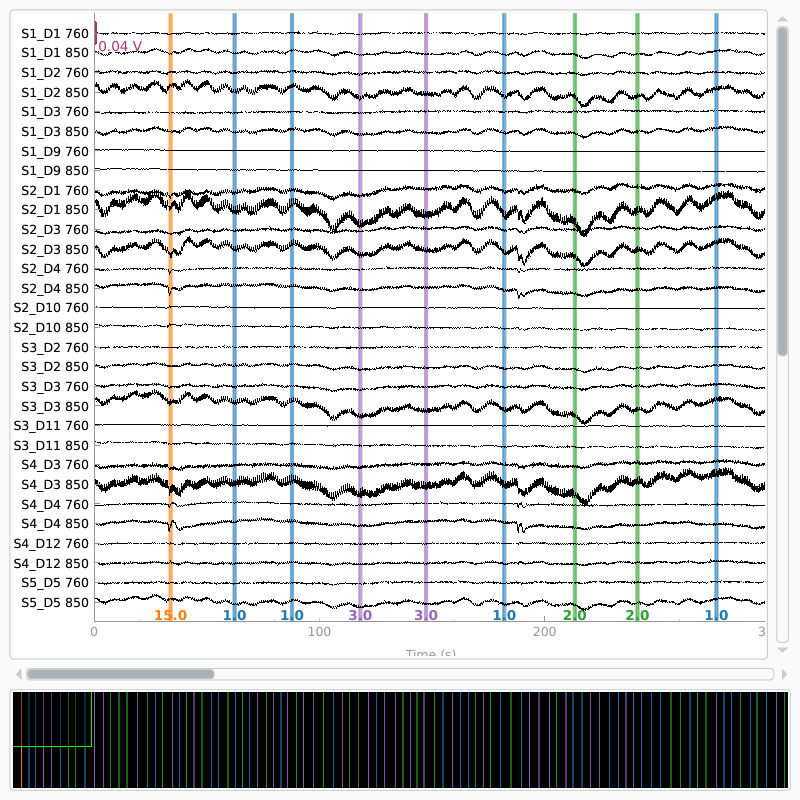 S1_D1 760
0.04 V
S1_D1 850
S1_D2 760
S1_D2 850
S1_D3 760
S1_D3 850
S1_D9 760
S1_D9 850
S2_D1 760
S2_D1 850
S2_D3 760
S2_D3 850
S2_D4 760
S2_D4 850
S2_D10 760
S2_D10 850
S3_D2 760
S3_D2 850
S3_D3 760
S3_D3 850
S3_D11 760
S3_D11 850
S4_D3 760
S4_D3 850
S4_D4 760
S4_D4 850
S4_D12 760
S4_D12 850
S5_D5 760
S5_D5 850
15.0 1.0 1.0 3.0 3.0 1.0 2.0 2.0 1.0
0 100 200 3
Time (s)